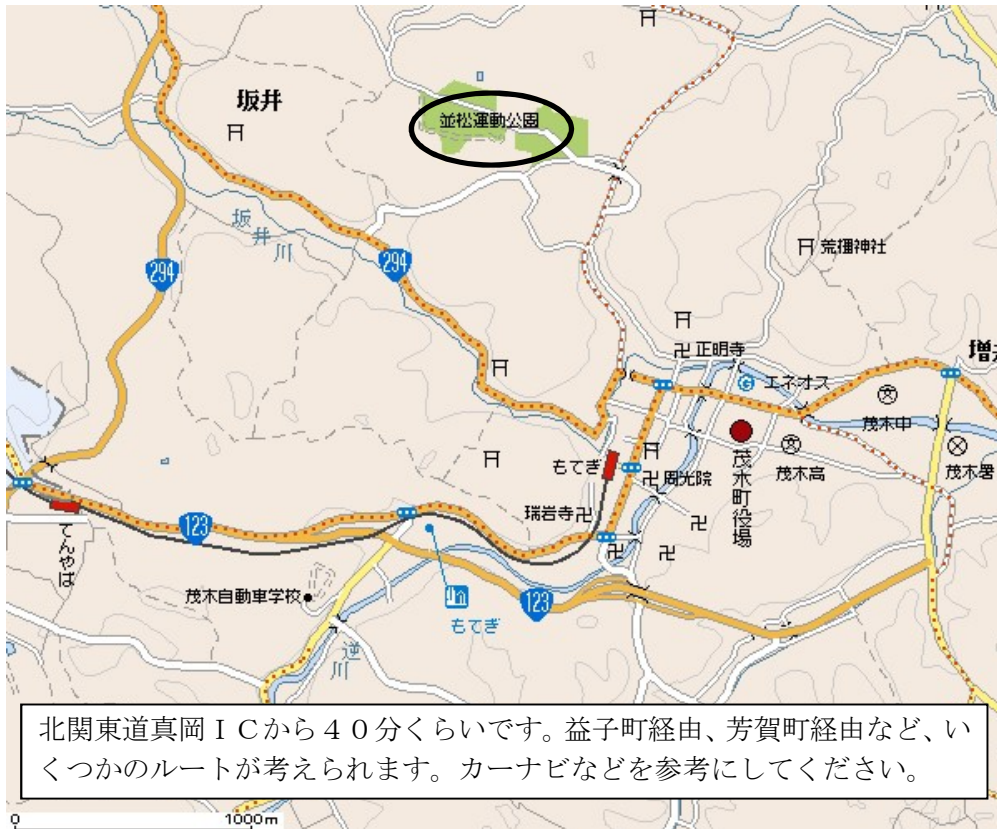 坂井
並松運動公園
坂井川
294
294
荒橿神社
正明寺
エネオス
増井
茂木中
茂木高
茂木署
茂木町役場
もてぎ
周光院
瑞岩寺
123
てんやば
茂木自動車学校
もてぎ
123
逆川
北関東道真岡ＩＣから４０分くらいです。益子町経由、芳賀町経由など、い
くつかのルートが考えられます。カーナビなどを参考にしてください。
0 1000m